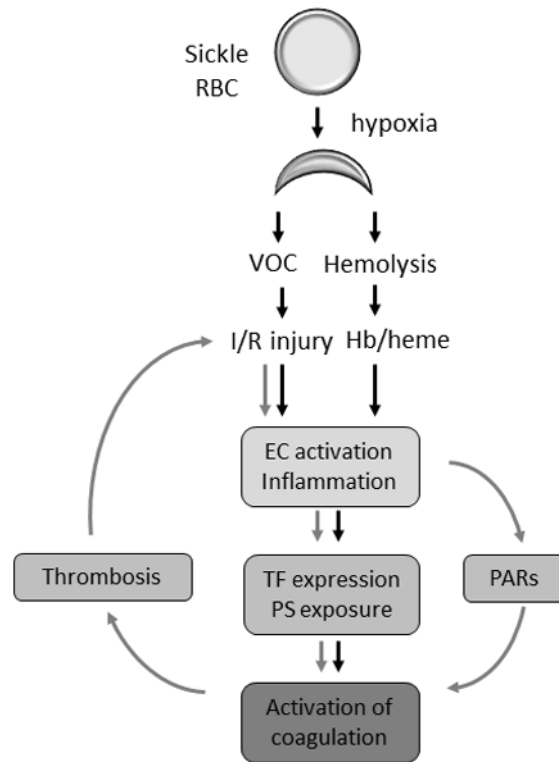 Sickle
RBC
hypoxia
VOC
Hemolysis
I/R injury
Hb/heme
EC activation
Inflammation
Thrombosis
TF expression
PS exposure
PARs
Activation of
coagulation